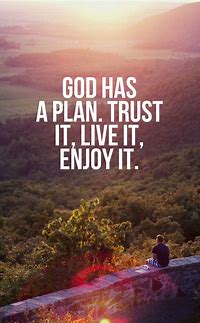 GOD HAS
A PLAN. TRUST
IT, LIVE IT,
ENJOY IT.